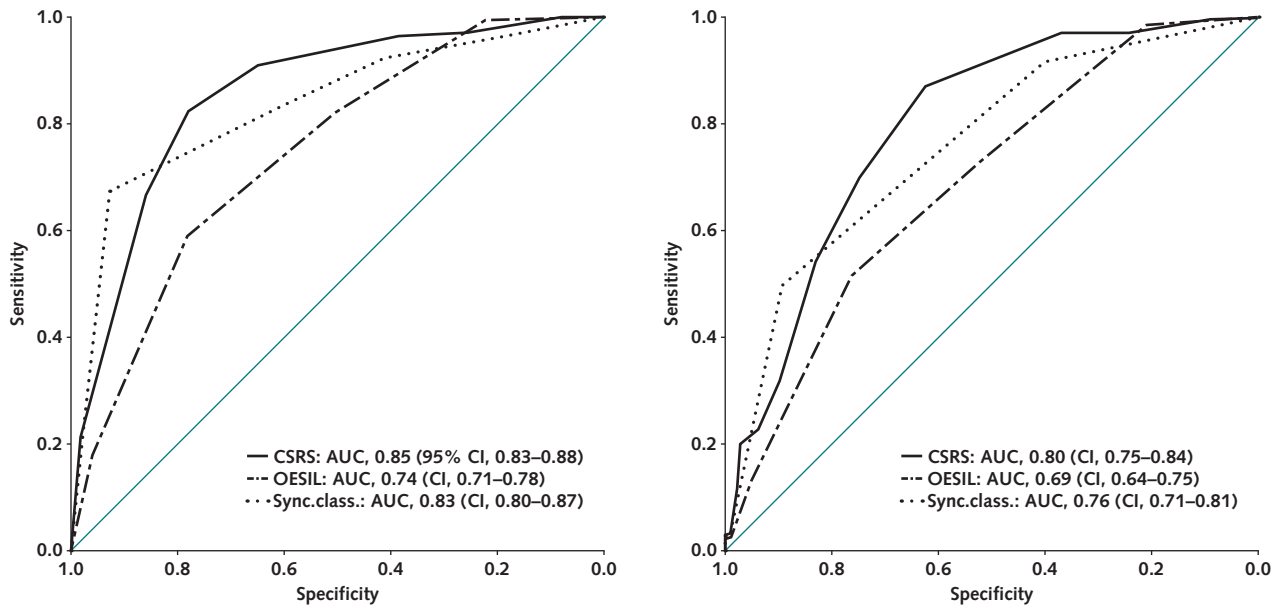 1.0
0.8
0.6
0.4
0.2
0.0
Sensitivity
CSRS: AUC, 0.85 (95% CI, 0.83–0.88)
OESIL: AUC, 0.74 (CI, 0.71–0.78)
Sync.class.: AUC, 0.83 (CI, 0.80–0.87)
1.0 0.8 0.6 0.4 0.2 0.0
Specificity
1.0
0.8
0.6
0.4
0.2
0.0
Sensitivity
CSRS: AUC, 0.80 (CI, 0.75–0.84)
OESIL: AUC, 0.69 (CI, 0.64–0.75)
Sync.class.: AUC, 0.76 (CI, 0.71–0.81)
1.0 0.8 0.6 0.4 0.2 0.0
Specificity